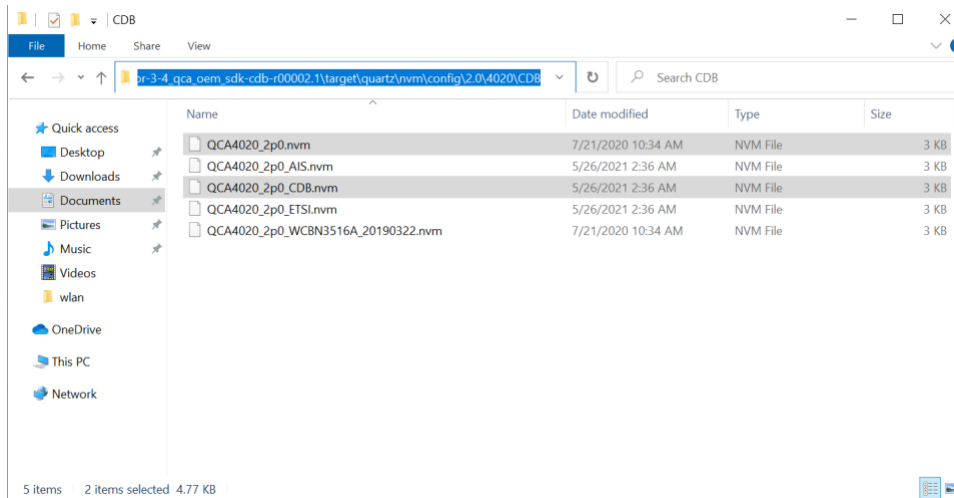 CDB
File Home Share View
or-3-4_qca_oem_sdk-cdb-r00002.1\target\quartz\nvm\config\2.0\4020\CDB
Search CDB
Name Date modified Type Size
Quick access
Desktop
Downloads
Documents
Pictures
Music
Videos
wlan
OneDrive
This PC
Network
QCA4020_2p0.nvm 7/21/2020 10:34 AM NVM File 3 KB
QCA4020_2p0_AIS.nvm 5/26/2021 2:36 AM NVM File 3 KB
QCA4020_2p0_CDB.nvm 5/26/2021 2:36 AM NVM File 3 KB
QCA4020_2p0_ETSI.nvm 5/26/2021 2:36 AM NVM File 3 KB
QCA4020_2p0_WCBN3516A_20190322.nvm 7/21/2020 10:34 AM NVM File 3 KB
5 items 2 items selected 4.77 KB